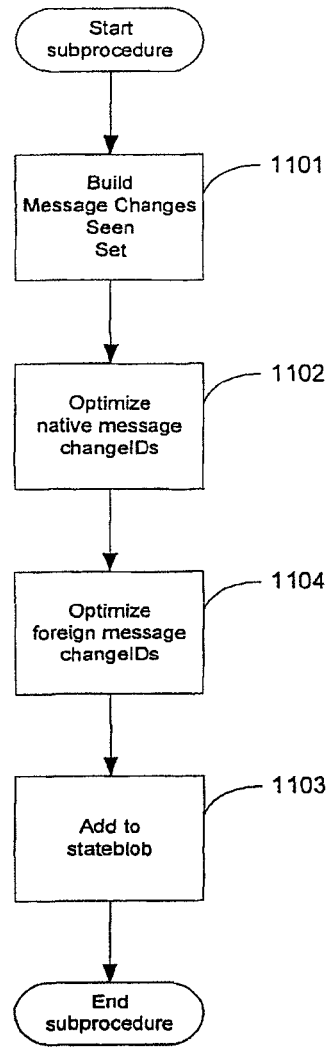 Start
subprocedure
1101
Build
Message Changes
Seen
Set
1102
Optimize
native message
changeIDs
1104
Optimize
foreign message
changeIDs
1103
Add to
stateblob
End
subprocedure